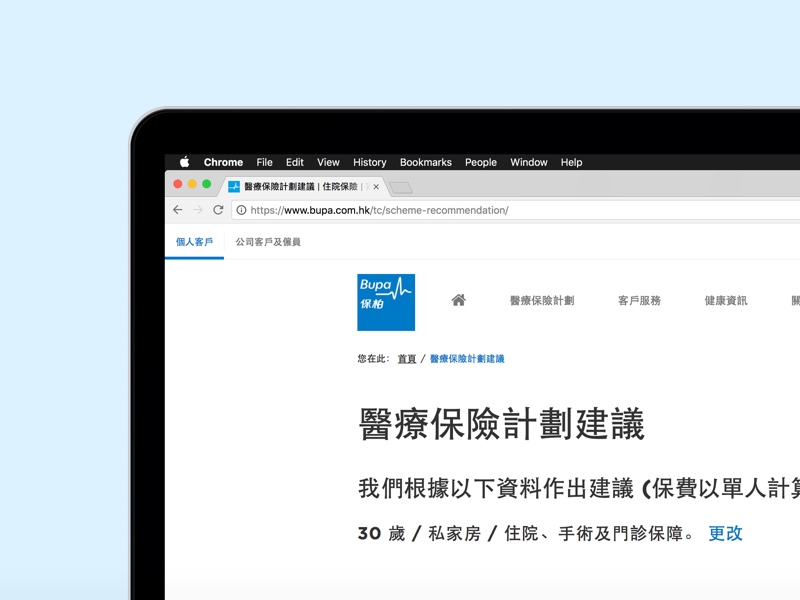 Chrome File Edit View History Bookmarks People Window Help
醫療保險計劃建議 | 住院保險 |
https://www.bupa.com.hk/tc/scheme-recommendation/
個人客戶 公司客戶及僱員
Bupa
保柏
醫療保險計劃 客戶服務 健康資訊 關
您在此: 首頁 / 醫療保險計劃建議
醫療保險計劃建議
我們根據以下資料作出建議 (保費以單人計算
30 歲 / 私家房 / 住院、手術及門診保障。 更改